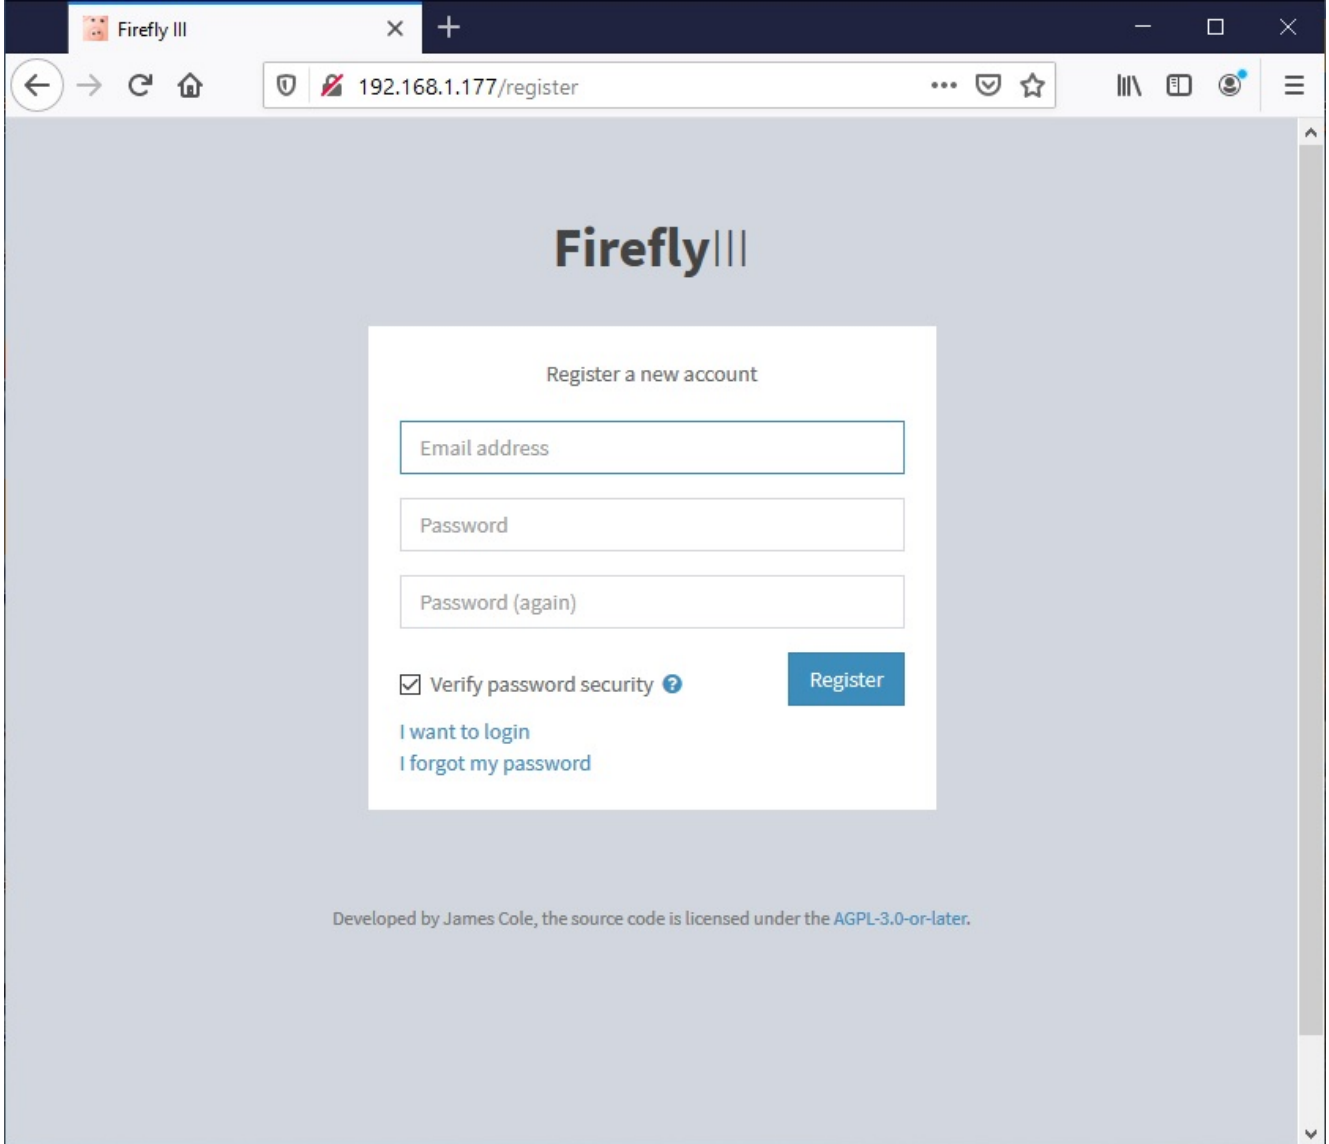 Firefly III
192.168.1.177/register
FireflyIII
Register a new account
Email address
Password
Password (again)
Verify password security
Register
I want to login
I forgot my password
Developed by James Cole, the source code is licensed under the AGPL-3.0-or-later.